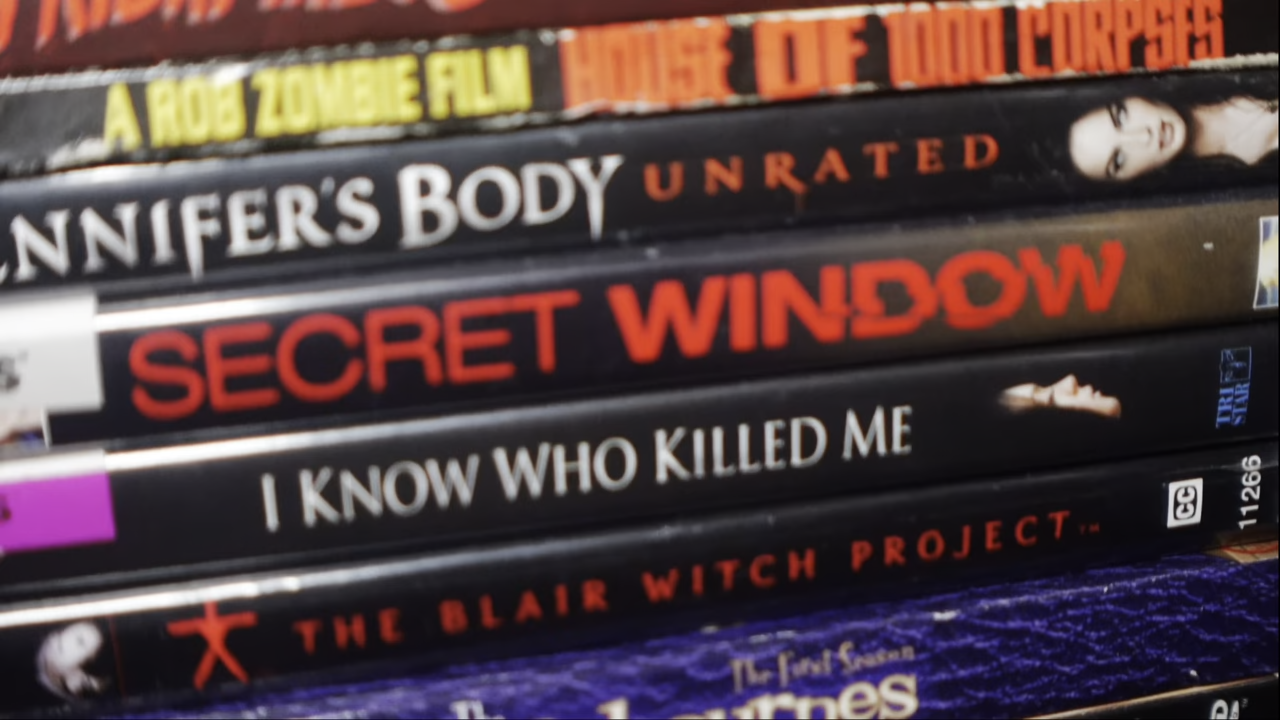 A ROB ZOMBIE FILM HOUSE OF 1000 CORPSES
ENNIFER'S BODY UNRATED
SECRET WINDOW
I KNOW WHO KILLED ME TRI STAR
THE BLAIR WITCH PROJECT™ CC 11266
The First Season